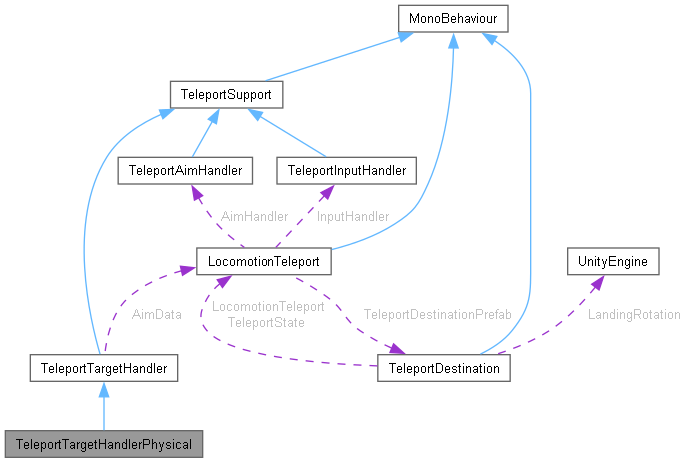 MonoBehaviour
TeleportSupport
TeleportAimHandler
TeleportInputHandler
AimHandler
InputHandler
LocomotionTeleport
UnityEngine
AimData
LocomotionTeleport
TeleportState
TeleportDestinationPrefab
LandingRotation
TeleportTargetHandler
TeleportDestination
TeleportTargetHandlerPhysical